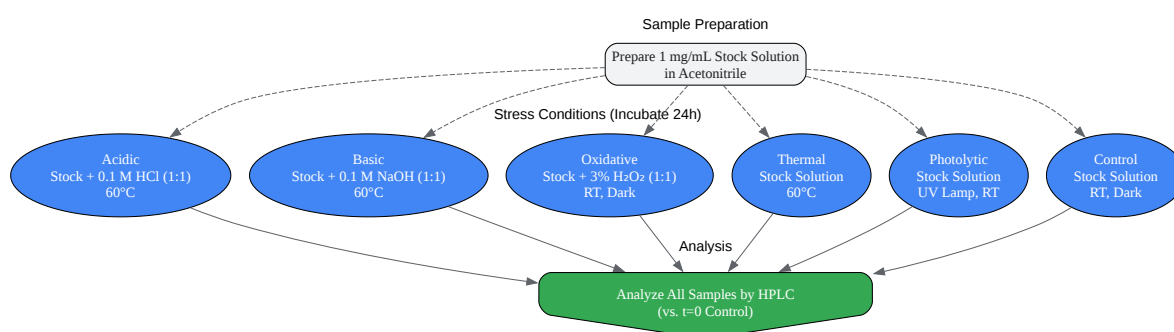 Sample Preparation
Prepare 1 mg/mL Stock Solution
in Acetonitrile
Stress Conditions (Incubate 24h)
Acidic
Stock + 0.1 M HCl (1:1)
60°C
Basic
Stock + 0.1 M NaOH (1:1)
60°C
Oxidative
Stock + 3% H₂O₂ (1:1)
RT, Dark
Thermal
Stock Solution
60°C
Photolytic
Stock Solution
UV Lamp, RT
Control
Stock Solution
RT, Dark
Analysis
Analyze All Samples by HPLC
(vs. t=0 Control)